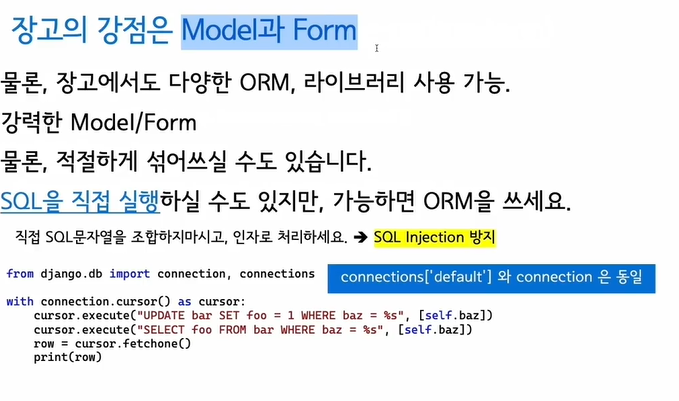 장고의 강점은 Model과 Form
물론, 장고에서도 다양한 ORM, 라이브러리 사용 가능.
강력한 Model/Form
물론, 적절하게 섞어쓰실 수도 있습니다.
SQL을 직접 실행하실 수도 있지만, 가능하면 ORM을 쓰세요.
직접 SQL문자열을 조합하지마시고, 인자로 처리하세요. ➔ SQL Injection 방지
from django.db import connection, connections
connections['default'] 와 connection 은 동일
with connection.cursor() as cursor:
    cursor.execute("UPDATE bar SET foo = 1 WHERE baz = %s", [self.baz])
    cursor.execute("SELECT foo FROM bar WHERE baz = %s", [self.baz])
    row = cursor.fetchone()
    print(row)